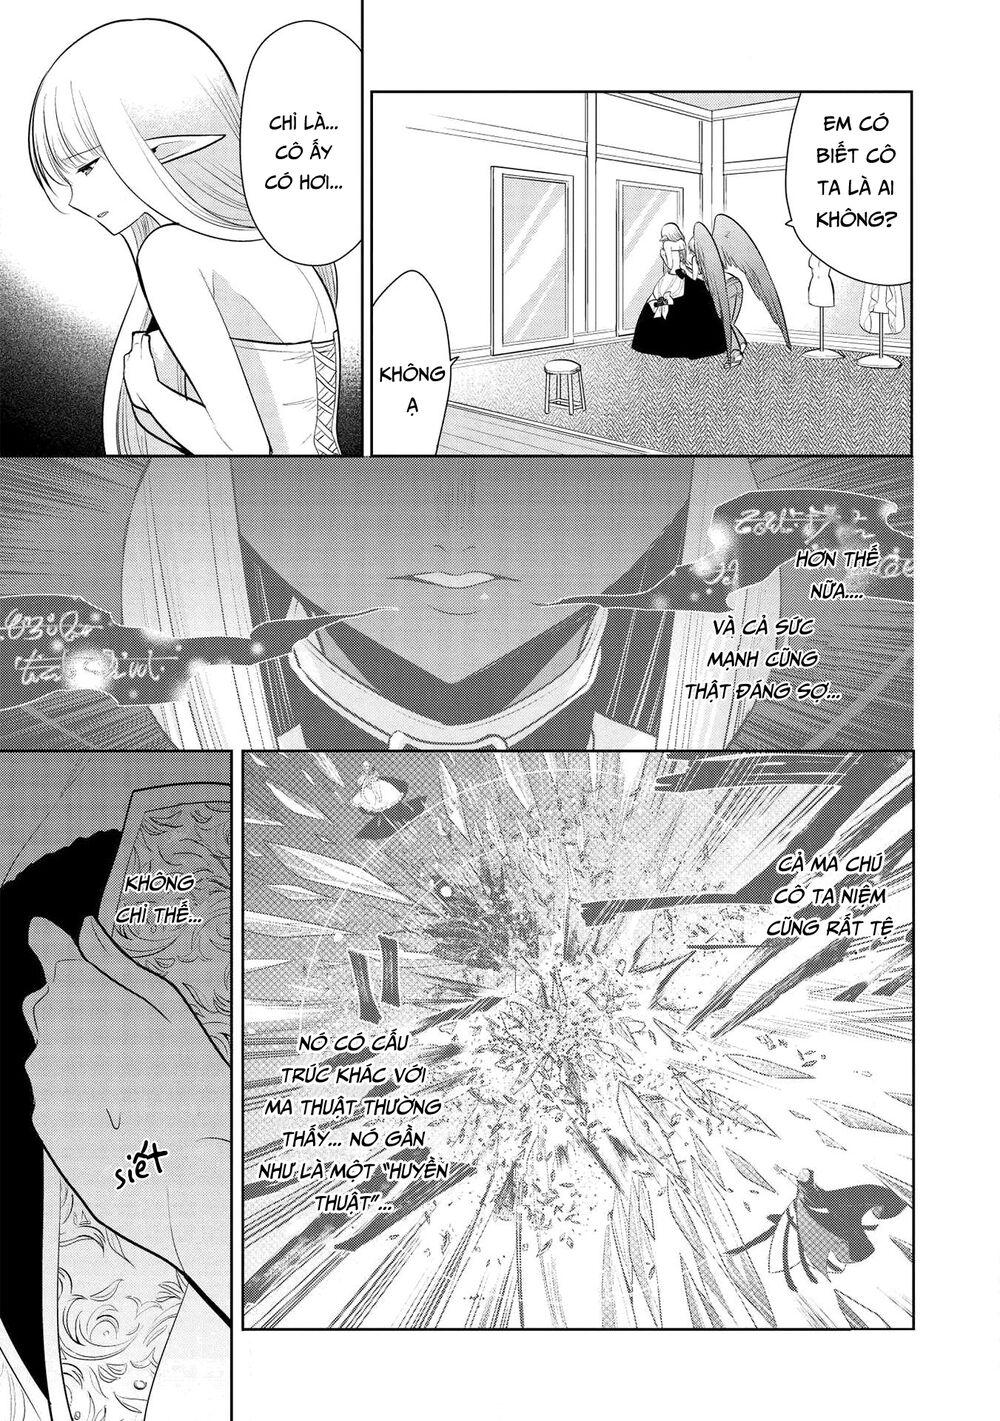 EM CÓ
BIẾT CÔ
TA LÀ AI
KHÔNG?
KHÔNG
Ạ
CHỈ LÀ...
CÔ ẤY
CÓ HƠI...
HƠN THẾ
NỮA....
VÀ CẢ SỨC
MẠNH CŨNG
THẬT ĐÁNG SỢ...
CẢ MA CHÚ
CÔ TA NIỆM
CŨNG RẤT TỆ
NÓ CÓ CẤU
TRÚC KHÁC VỚI
MA THUẬT THƯỜNG
THẤY... NÓ GẦN
NHƯ LÀ MỘT "HUYỀN
THUẬT"...
KHÔNG
CHỈ THẾ...
siết